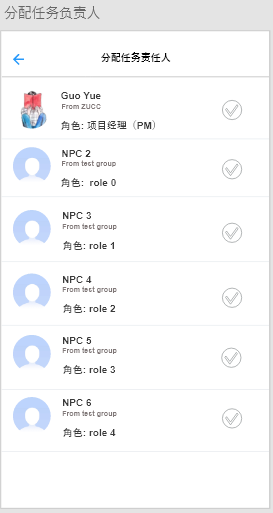 分配任务负责人
分配任务责任人
Guo Yue
From ZUCC
角色: 项目经理（PM）
NPC 2
From test group
角色: role 0
NPC 3
From test group
角色: role 1
NPC 4
From test group
角色: role 2
NPC 5
From test group
角色: role 3
NPC 6
From test group
角色: role 4